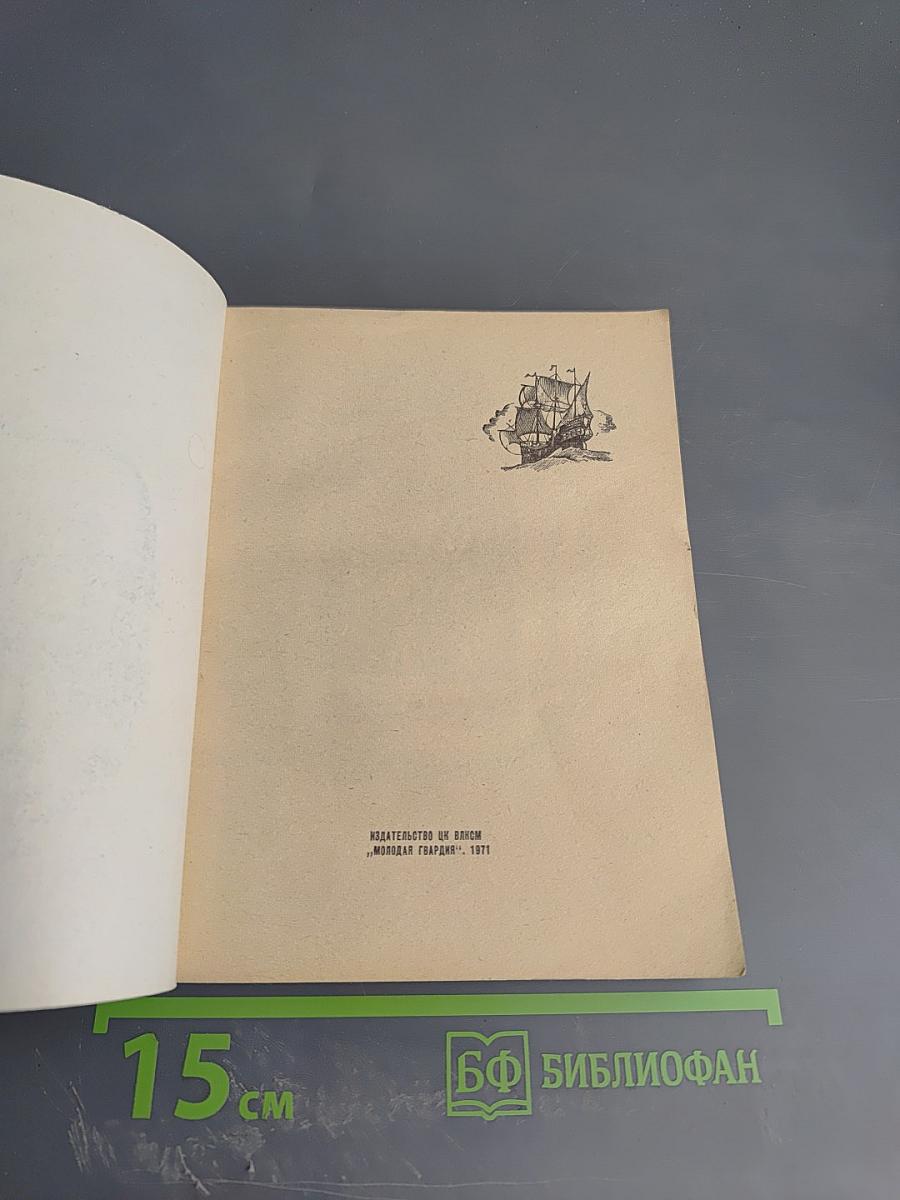 ИЗДАТЕЛЬСТВО ЦК ВЛКСМ
„МОЛОДАЯ ГВАРДИЯ“. 1971
15 см
БФ БИБЛИОФАН